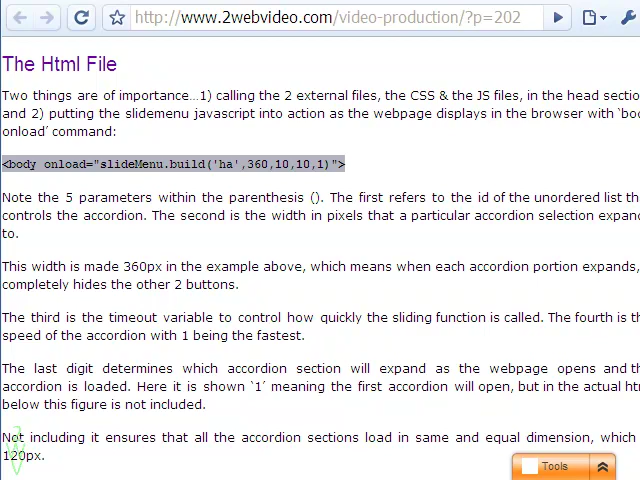 http://www.2webvideo.com/video-production/?p=202
The Html File
Two things are of importance...1) calling the 2 external files, the CSS & the JS files, in the head sectio
and 2) putting the slidemenu javascript into action as the webpage displays in the browser with `bo
onload´ command:
<body onload="slideMenu.build('ha',360,10,10,1)">
Note the 5 parameters within the parenthesis (). The first refers to the id of the unordered list th
controls the accordion. The second is the width in pixels that a particular accordion selection expan
to.
This width is made 360px in the example above, which means when each accordion portion expands,
completely hides the other 2 buttons.
The third is the timeout variable to control how quickly the sliding function is called. The fourth is th
speed of the accordion with 1 being the fastest.
The last digit determines which accordion section will expand as the webpage opens and th
accordion is loaded. Here it is shown `1´ meaning the first accordion will open, but in the actual ht
below this figure is not included.
Not including it ensures that all the accordion sections load in same and equal dimension, which
120px.
Tools